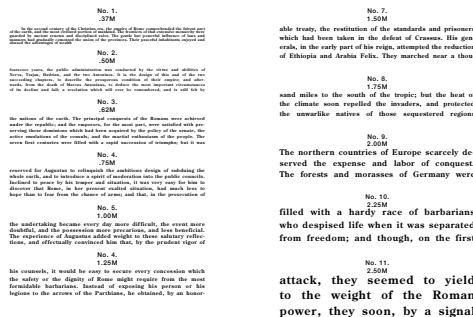 No. 1.
.37M
In the second century of the Christian era, the empire of Rome comprehended the fairest part
of the earth, and the most civilized portion of mankind. The frontiers of that extensive monarchy were
guarded by ancient renown and disciplined valor. The gentle but powerful influence of laws and
manners had gradually cemented the union of the provinces. Their peaceful inhabitants enjoyed and
abused the advantages of wealth
No. 2.
.50M
fourscore years, the public administration was conducted by the virtue and abilities of
Nerva, Trajan, Hadrian, and the two Antonines. It is the design of this and of the two
succeeding chapters, to describe the prosperous condition of their empire; and after-
wards, from the death of Marcus Antoninus, to deduce the most important circumstances
of its decline and fall; a revolution which will ever be remembered, and is still felt by
No. 3.
.62M
the nations of the earth. The principal conquests of the Romans were achieved
under the republic; and the emperors, for the most part, were satisfied with pre-
serving those dominions which had been acquired by the policy of the senate, the
active emulations of the consuls, and the martial enthusiasm of the people. The
seven first centuries were filled with a rapid succession of triumphs; but it was
No. 4.
.75M
reserved for Augustus to relinquish the ambitious design of subduing the
whole earth, and to introduce a spirit of moderation into the public councils.
Inclined to peace by his temper and situation, it was very easy for him to
discover that Rome, in her present exalted situation, had much less to
hope than to fear from the chance of arms; and that, in the prosecution of
No. 5.
1.00M
the undertaking became every day more difficult, the event more
doubtful, and the possession more precarious, and less beneficial.
The experience of Augustus added weight to these salutary reflec-
tions, and effectually convinced him that, by the prudent vigor of
No. 4.
1.25M
his counsels, it would be easy to secure every concession which
the safety or the dignity of Rome might require from the most
formidable barbarians. Instead of exposing his person or his
legions to the arrows of the Parthians, he obtained, by an honor-
No. 7.
1.50M
able treaty, the restitution of the standards and prisoners
which had been taken in the defeat of Crassus. His gen
erals, in the early part of his reign, attempted the reduction
of Ethiopia and Arabia Felix. They marched near a thou-
No. 8.
1.75M
sand miles to the south of the tropic; but the heat of
the climate soon repelled the invaders, and protected
the unwarlike natives of those sequestered regions
No. 9.
2.00M
The northern countries of Europe scarcely de-
served the expense and labor of conquest.
The forests and morasses of Germany were
No. 10.
2.25M
filled with a hardy race of barbarians
who despised life when it was separated
from freedom; and though, on the first
No. 11.
2.50M
attack, they seemed to yield
to the weight of the Roman
power, they soon, by a signal